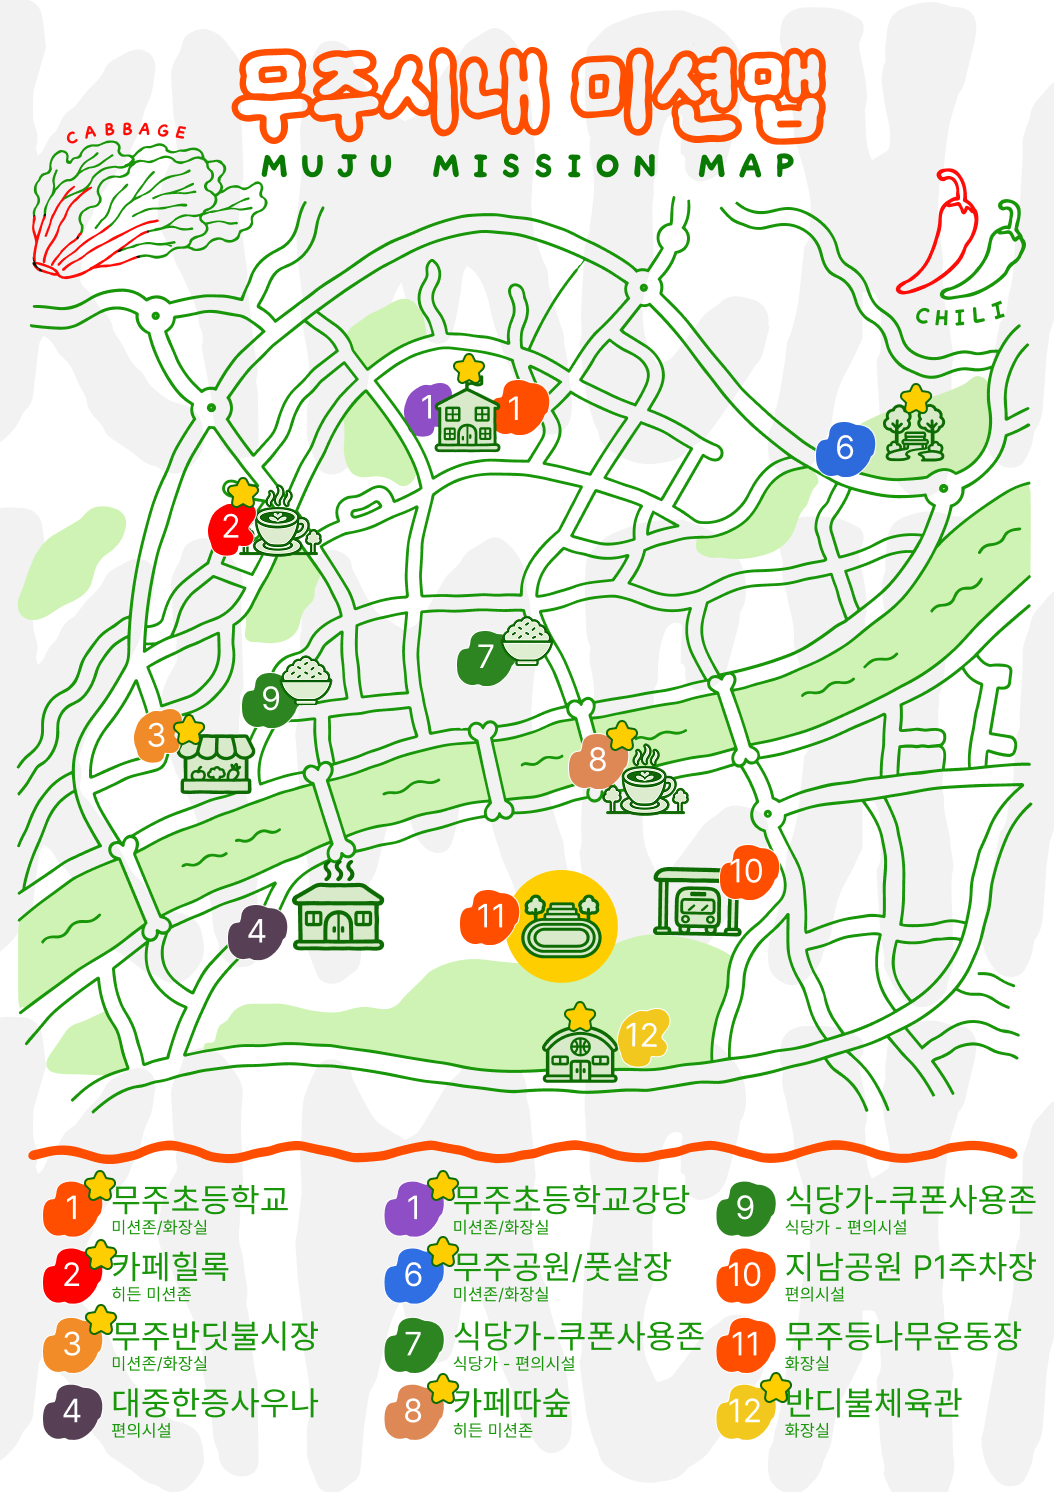 무주시내 미션맵
MUJU MISSION MAP
CABBAGE
CHILI
1
1
6
2
7
9
3
8
10
11
4
12
1 무주초등학교
미션존/화장실
2 카페힐록
히든 미션존
3 무주반딧불시장
미션존/화장실
4 대중한증사우나
편의시설
1 무주초등학교강당
미션존/화장실
6 무주공원/풋살장
미션존/화장실
7 식당가-쿠폰사용존
식당가 - 편의시설
8 카페따숲
히든 미션존
9 식당가-쿠폰사용존
식당가 - 편의시설
10 지남공원 P1주차장
편의시설
11 무주등나무운동장
화장실
12 반디불체육관
화장실